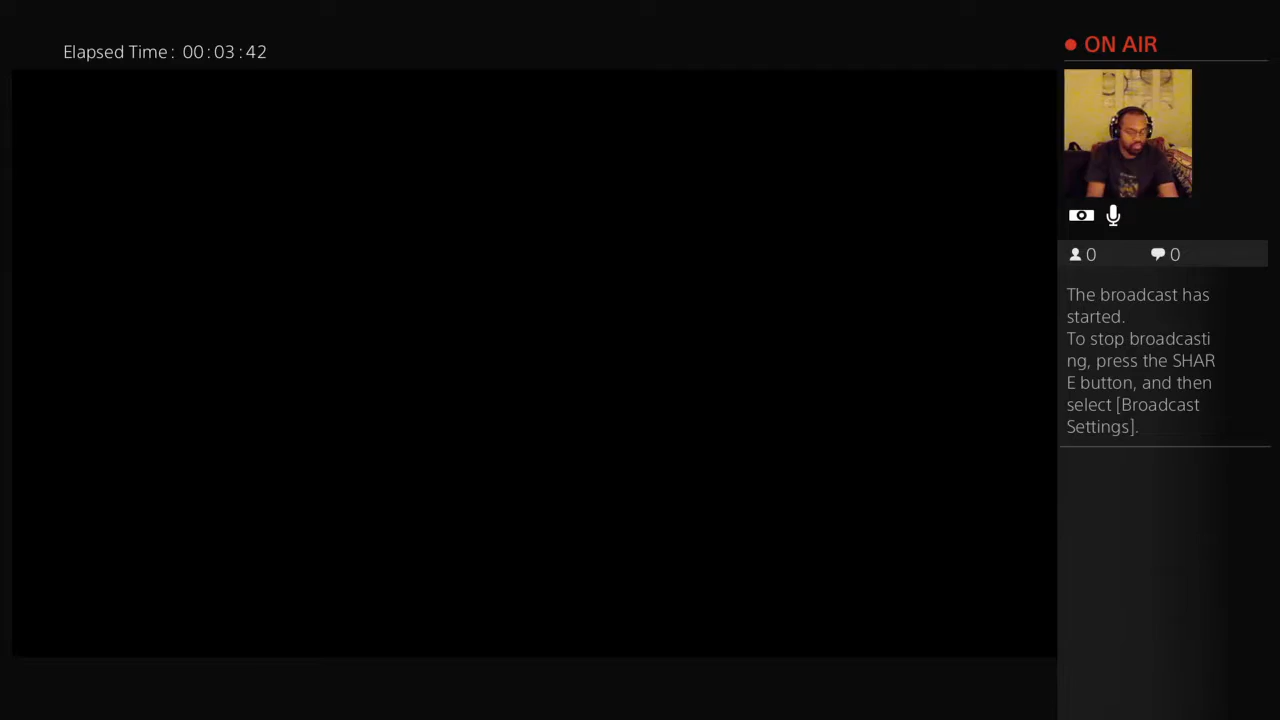 Elapsed Time: 00:03:42
ON AIR
0 0
The broadcast has
started.
To stop broadcasti
ng, press the SHAR
E button, and then
select [Broadcast
Settings].